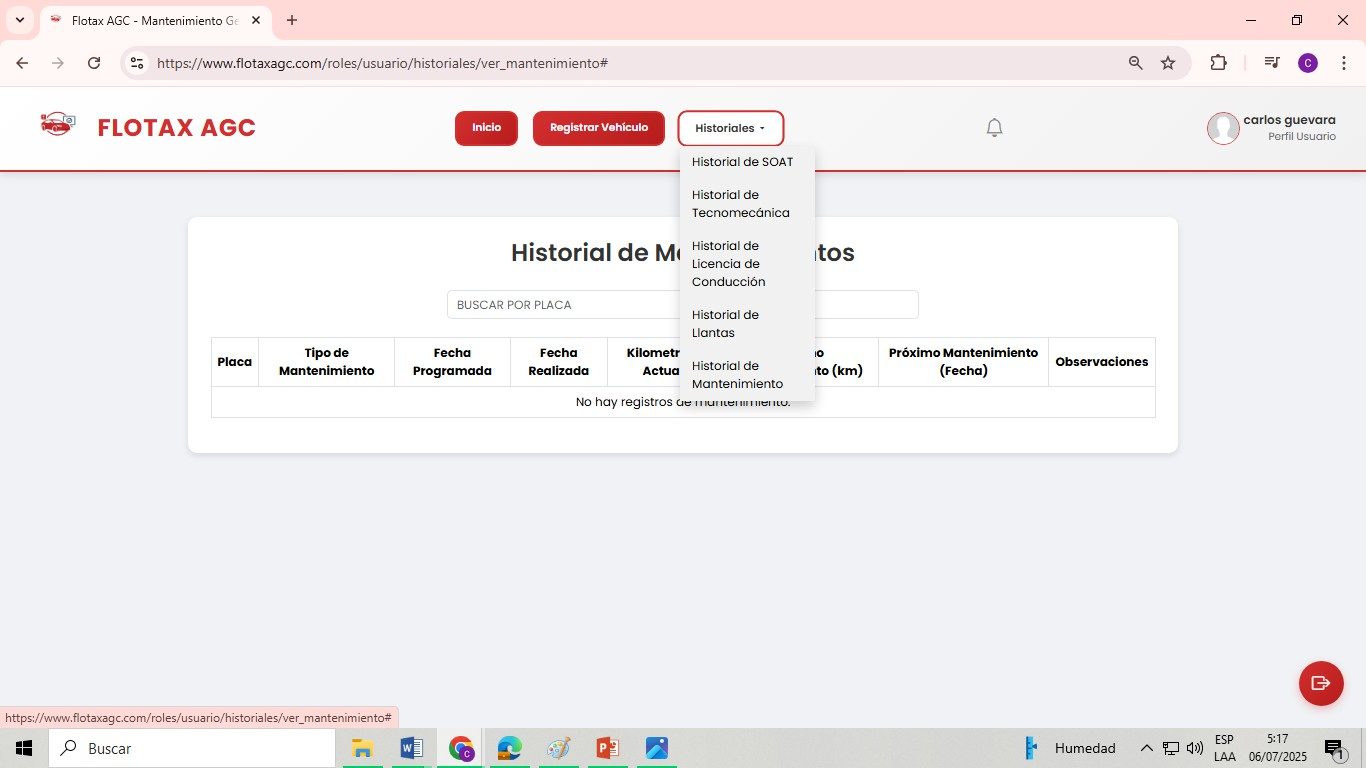 Flotax AGC - Mantenimiento Ge
https://www.flotaxagc.com/roles/usuario/historiales/ver_mantenimiento#
C
FLOTAX AGC
Inicio
Registrar Vehículo
Historiales
carlos guevara
Perfil Usuario
Historial de SOAT
Historial de
Tecnomecánica
Historial de
Licencia de
Conducción
Historial de
Llantas
Historial de
Mantenimiento
Historial de M tos
BUSCAR POR PLACA
Placa
Tipo de
Mantenimiento
Fecha
Programada
Fecha
Realizada
Kilomet
Actua
o
to (km)
Próximo Mantenimiento
(Fecha)
Observaciones
No hay registros de mantenimiento.
https://www.flotaxagc.com/roles/usuario/historiales/ver_mantenimiento#
Buscar
Humedad
ESP
LAA
5:17
06/07/2025
1